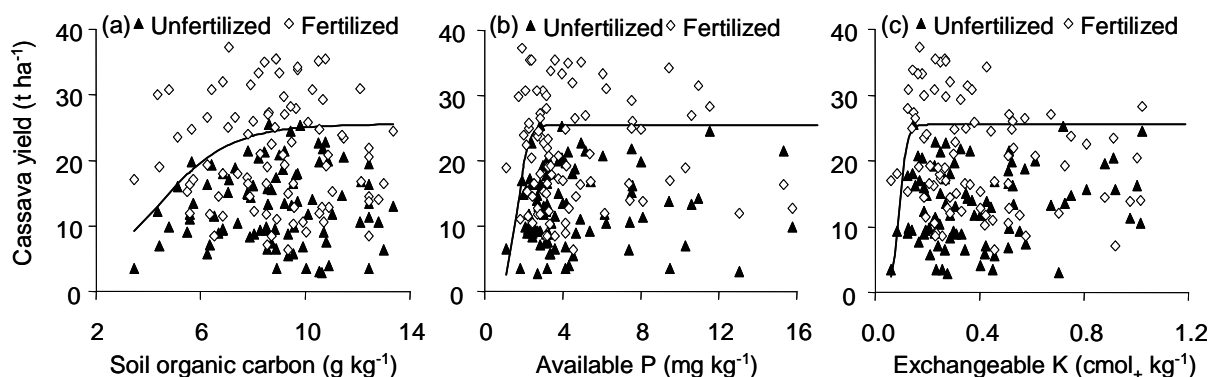 (a) ▲ Unfertilized ◇ Fertilized
(b) ▲ Unfertilized ◇ Fertilized
(c) ▲ Unfertilized ◇ Fertilized
Cassava yield (t ha⁻¹)
40
30
20
10
0
2 6 10 14
Soil organic carbon (g kg⁻¹)
40
30
20
10
0
0 4 8 12 16
Available P (mg kg⁻¹)
40
30
20
10
0
0.0 0.4 0.8 1.2
Exchangeable K (cmol₊ kg⁻¹)